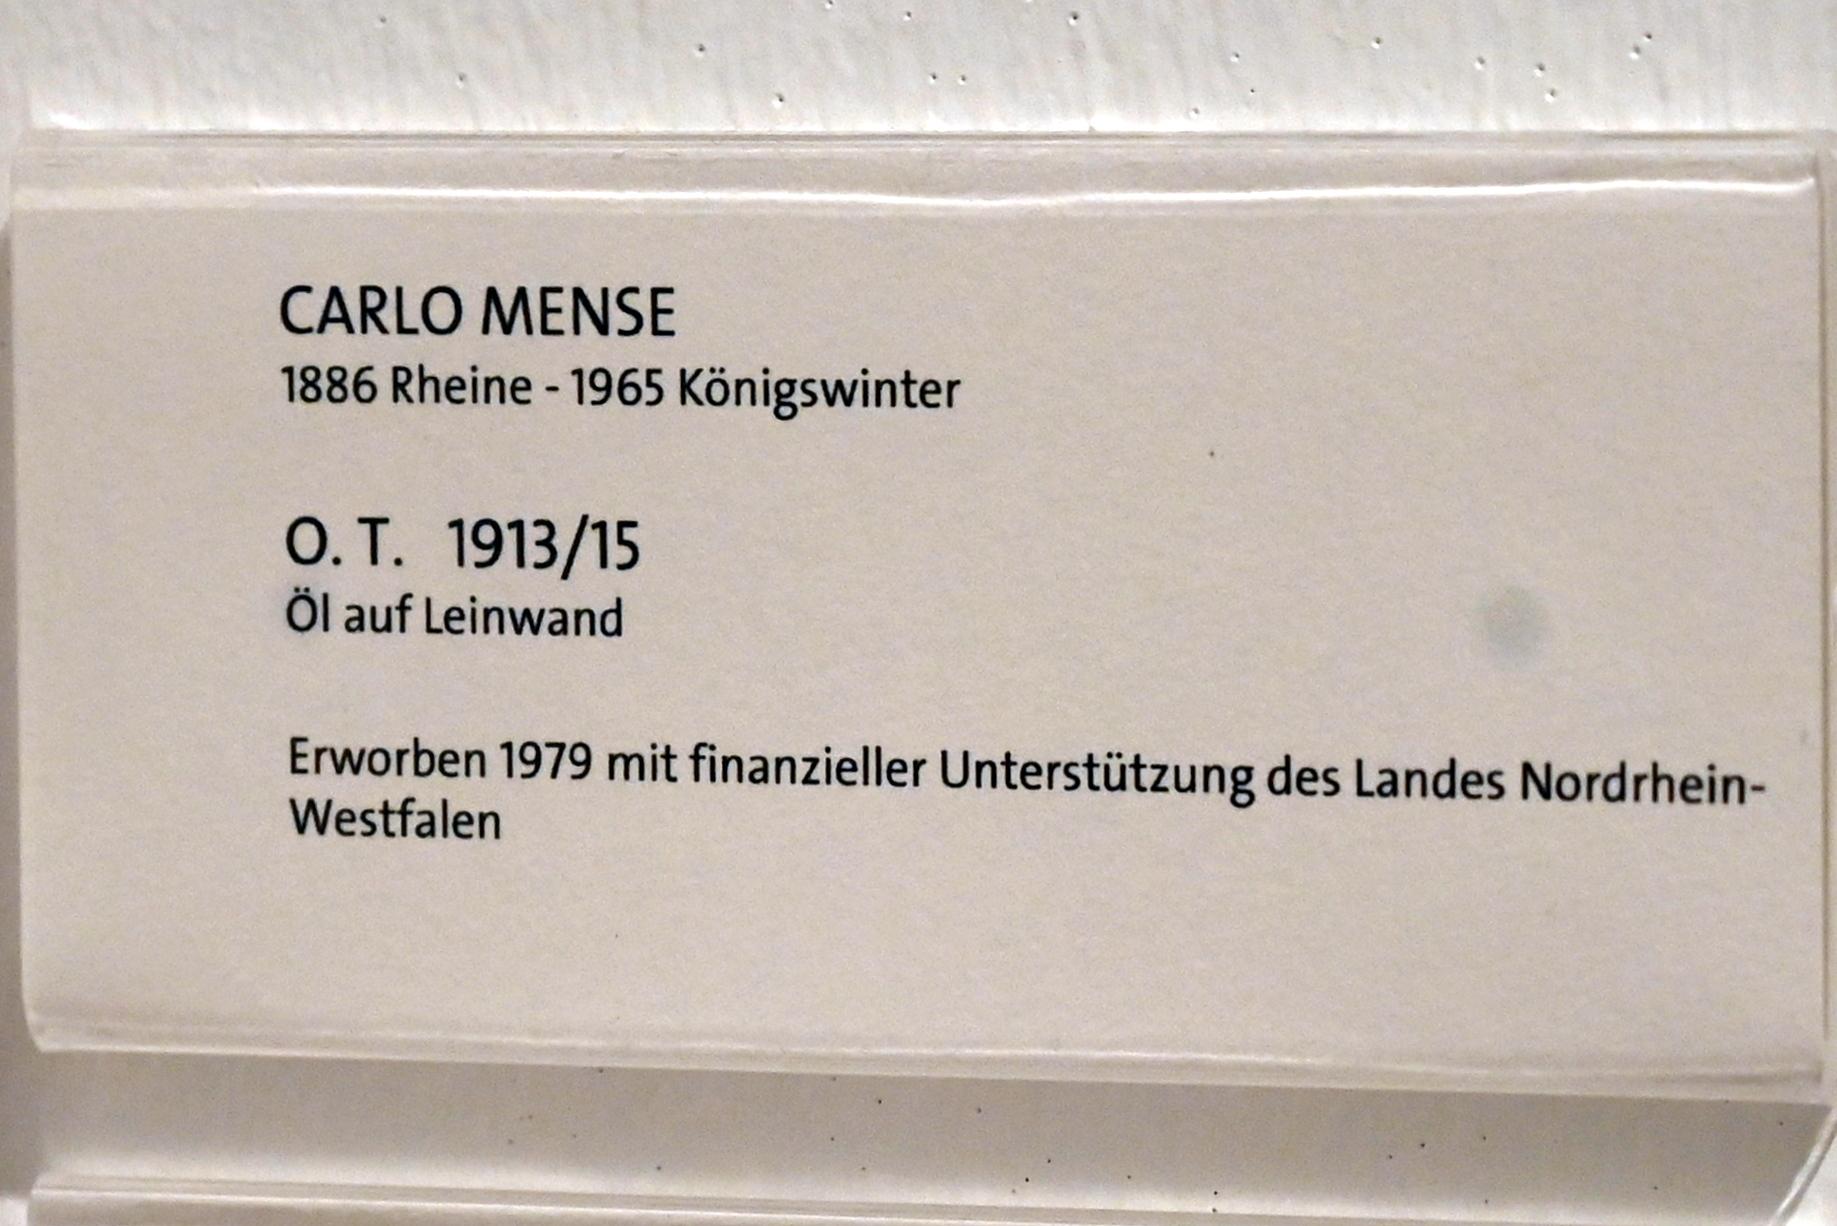 CARLO MENSE
1886 Rheine - 1965 Königswinter
O. T. 1913/15
Öl auf Leinwand
Erworben 1979 mit finanzieller Unterstützung des Landes Nordrhein-
Westfalen